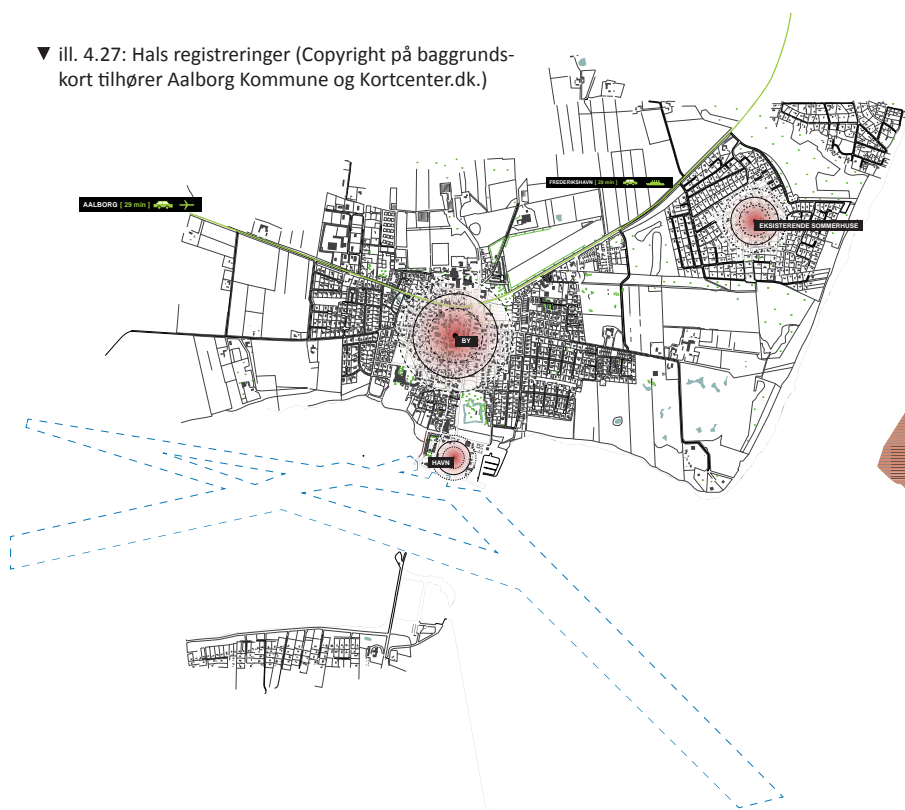 ▼ ill. 4.27: Hals registreringer (Copyright på baggrunds-
kort tilhører Aalborg Kommune og Kortcenter.dk.)
FREDERIKSHAVN [ 29 min ]
AALBORG [ 29 min ]
EKSISTERENDE SOMMERHUSE
BY
HAVN